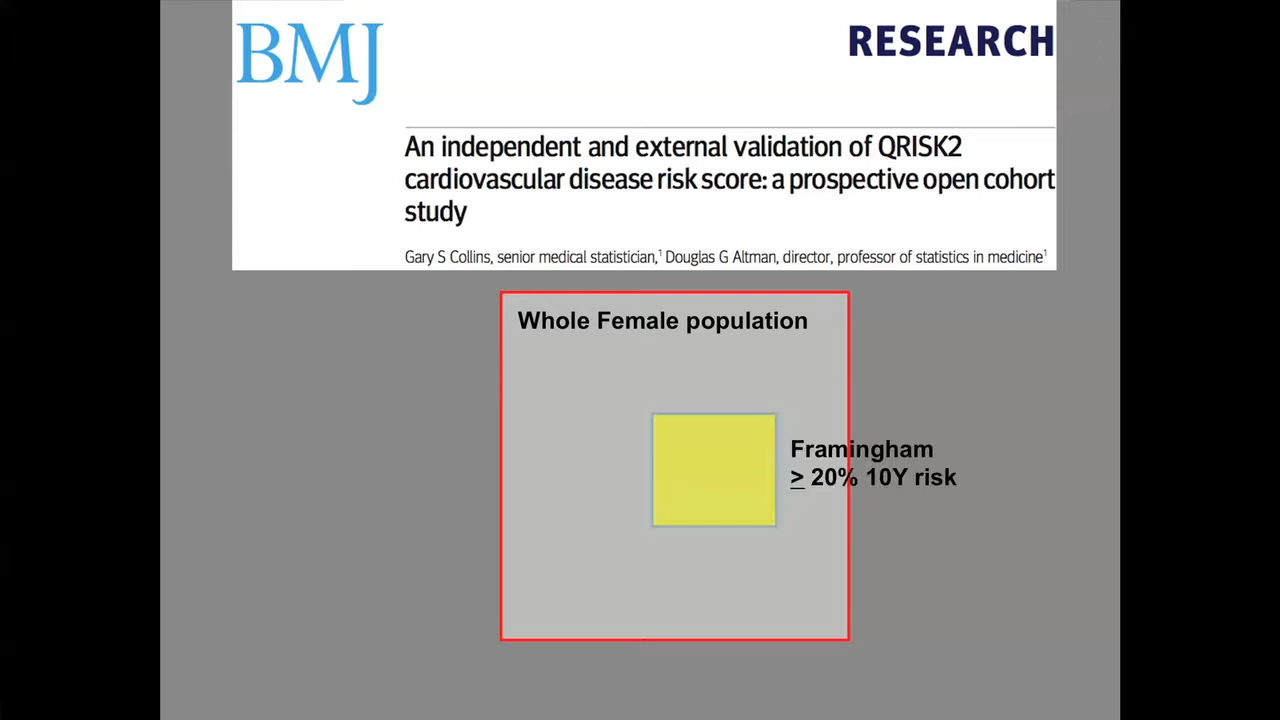 BMJ
RESEARCH
An independent and external validation of QRISK2
cardiovascular disease risk score: a prospective open cohort
study
Gary S Collins, senior medical statistician,¹ Douglas G Altman, director, professor of statistics in medicine¹
Whole Female population
Framingham
≥ 20% 10Y risk